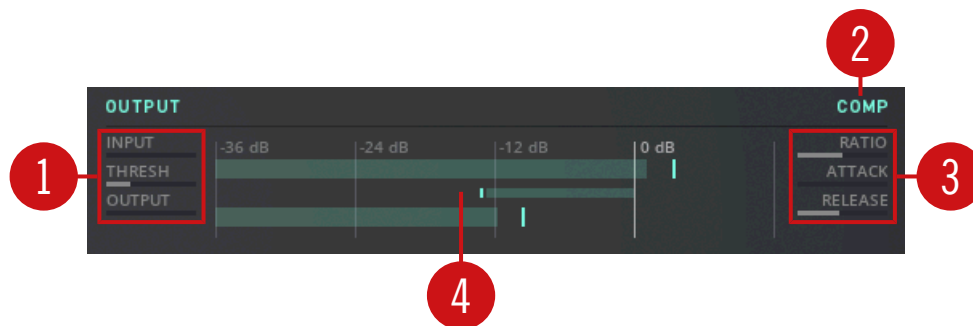 2
OUTPUT COMP
INPUT -36 dB -24 dB -12 dB 0 dB RATIO
1 THRESH ATTACK 3
OUTPUT RELEASE
4